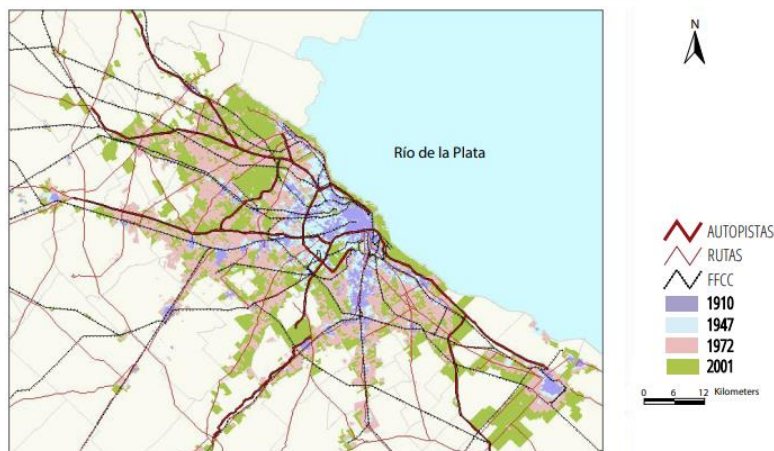 N
Río de la Plata
AUTOPISTAS
RUTAS
FFCC
1910
1947
1972
2001
0 6 12 Kilometers